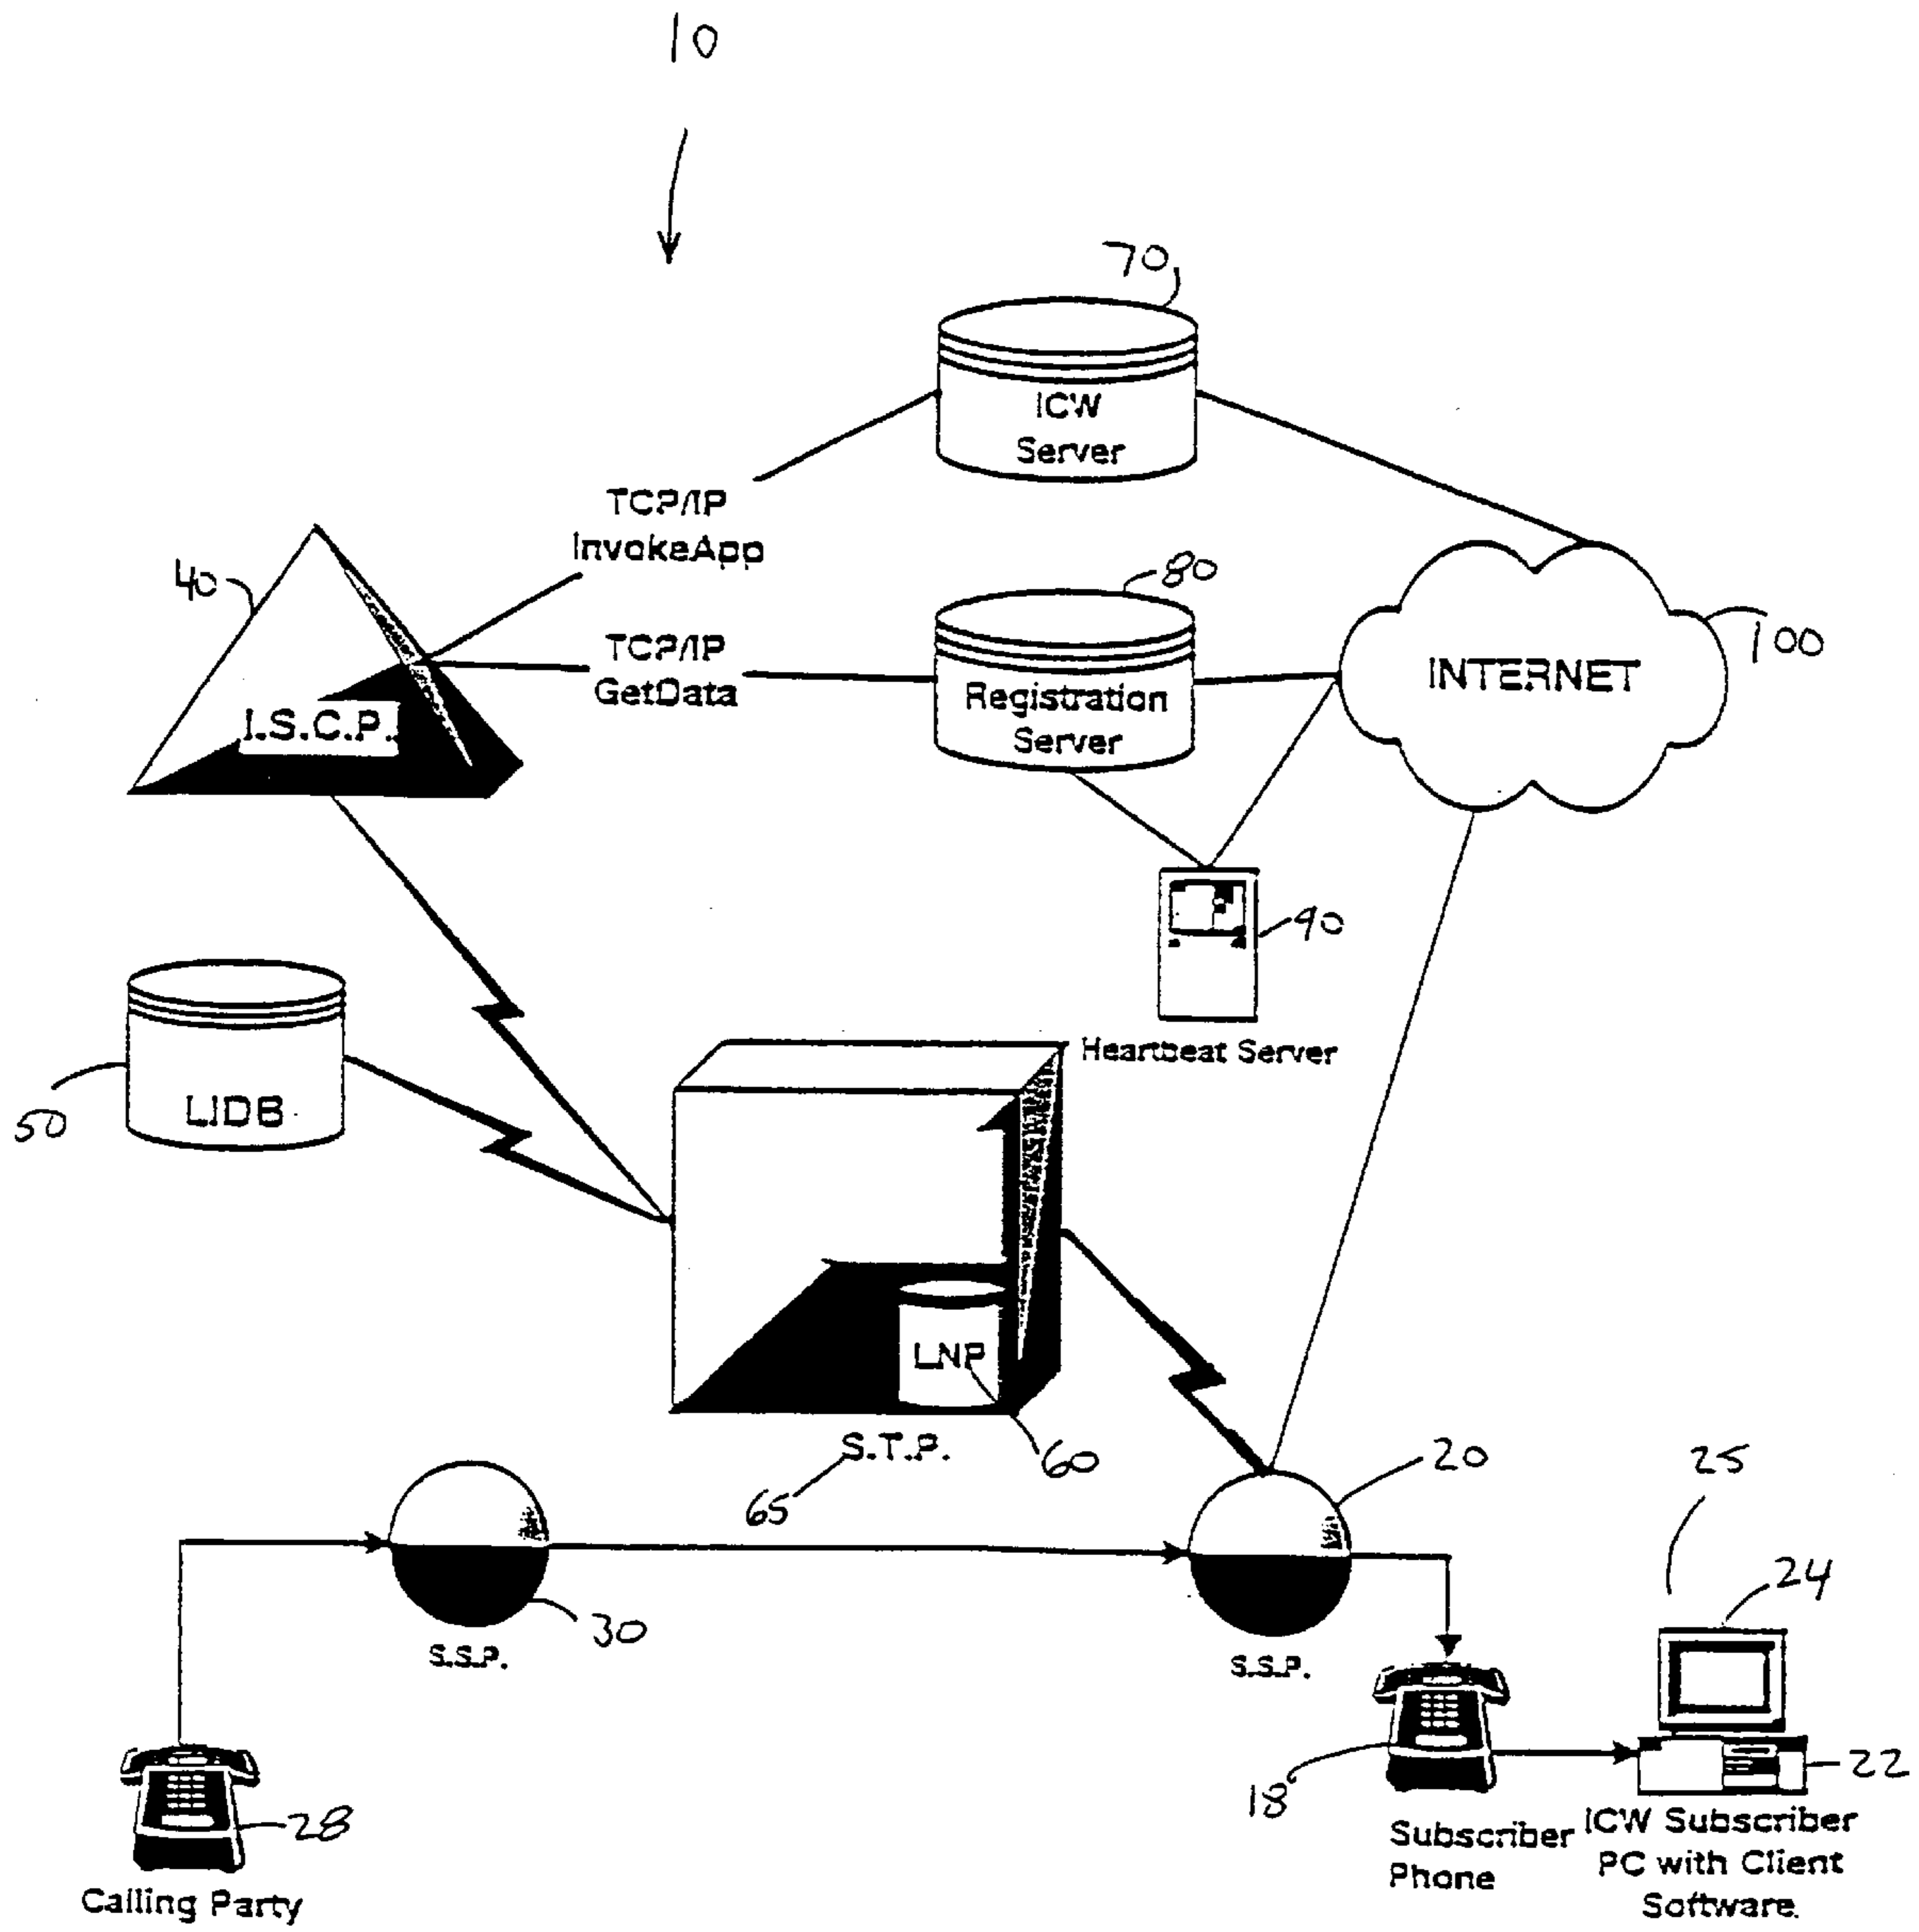 10
70
ICW
Server
TCP/IP
InvokeApp
40
80
TCP/IP
GetData
Registration
Server
INTERNET
100
I.S.C.P.
90
Heartbeat Server
LIDB
50
LNP
S.T.P.
60
65
20
25
24
30
S.S.P.
S.S.P.
18
22
28
Subscriber
Phone
ICW Subscriber
PC with Client
Software.
Calling Party